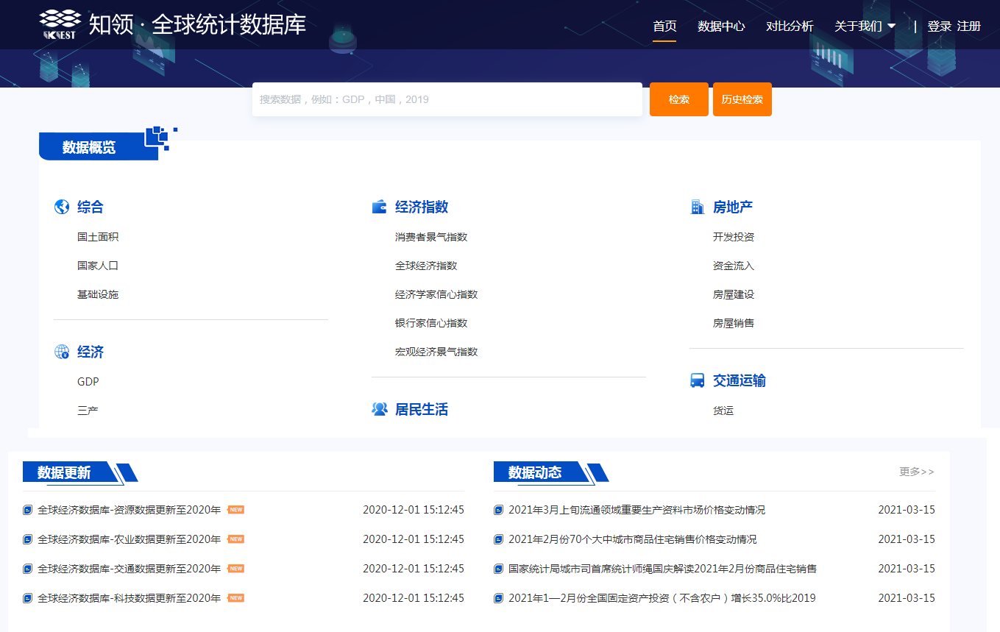 IKCEST 知领 · 全球统计数据库
首页 数据中心 对比分析 关于我们 | 登录 注册
搜索数据，例如：GDP，中国，2019 检索 历史检索
数据概览
综合
国土面积
国家人口
基础设施
经济
GDP
三产
经济指数
消费者景气指数
全球经济指数
经济学家信心指数
银行家信心指数
宏观经济景气指数
居民生活
房地产
开发投资
资金流入
房屋建设
房屋销售
交通运输
货运
数据更新
全球经济数据库-资源数据更新至2020年 NEW 2020-12-01 15:12:45
全球经济数据库-农业数据更新至2020年 NEW 2020-12-01 15:12:45
全球经济数据库-交通数据更新至2020年 NEW 2020-12-01 15:12:45
全球经济数据库-科技数据更新至2020年 NEW 2020-12-01 15:12:45
数据动态 更多>>
2021年3月上旬流通领域重要生产资料市场价格变动情况 2021-03-15
2021年2月份70个大中城市商品住宅销售价格变动情况 2021-03-15
国家统计局城市司首席统计师绳国庆解读2021年2月份商品住宅销售 2021-03-15
2021年1—2月份全国固定资产投资（不含农户）增长35.0%比2019 2021-03-15